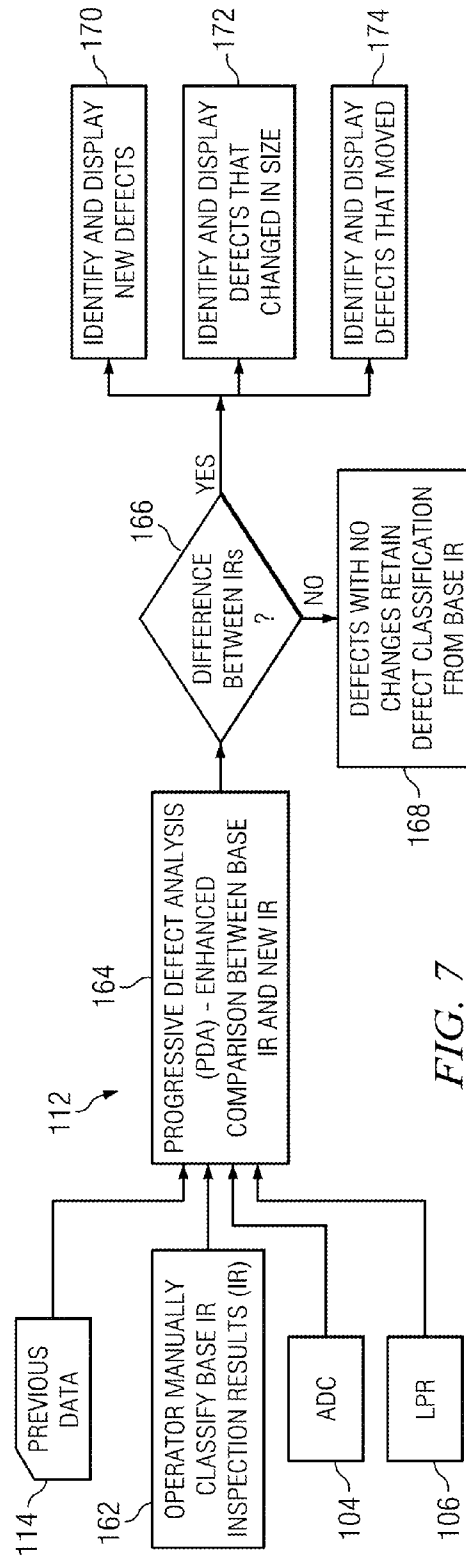 114
PREVIOUS
DATA
162
OPERATOR MANUALLY
CLASSIFY BASE IR
INSPECTION RESULTS (IR)
104
ADC
106
LPR
112
164
PROGRESSIVE DEFECT ANALYSIS
(PDA) – ENHANCED
COMPARISON BETWEEN BASE
IR AND NEW IR
166
DIFFERENCE
BETWEEN IRs
?
YES
NO
168
DEFECTS WITH NO
CHANGES RETAIN
DEFECT CLASSIFICATION
FROM BASE IR
170
IDENTIFY AND DISPLAY
NEW DEFECTS
172
IDENTIFY AND DISPLAY
DEFECTS THAT
CHANGED IN SIZE
174
IDENTIFY AND DISPLAY
DEFECTS THAT MOVED
FIG. 7